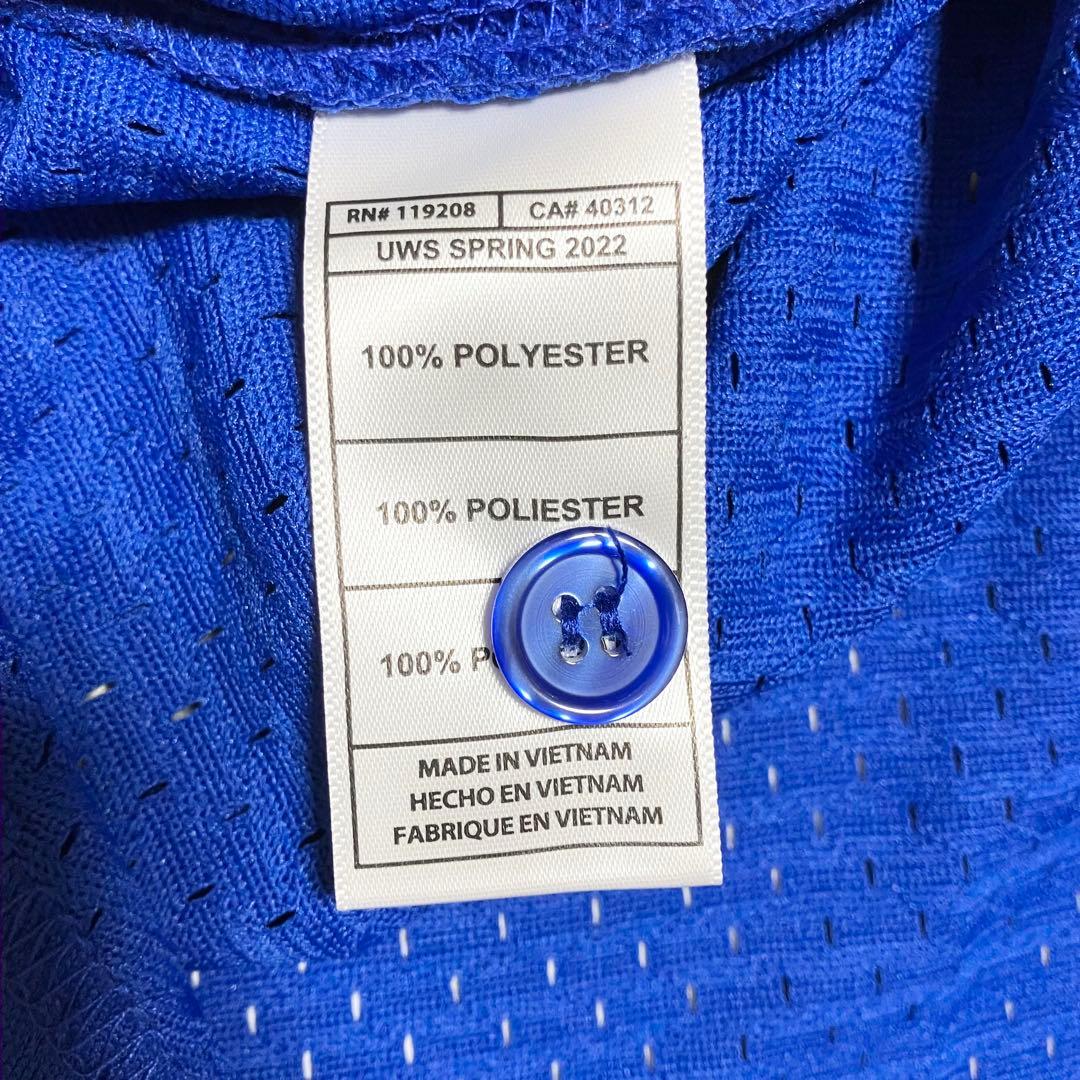 RN# 119208 CA# 40312
UWS SPRING 2022
100% POLYESTER
100% POLIESTER
100%
MADE IN VIETNAM
HECHO EN VIETNAM
FABRIQUE EN VIETNAM